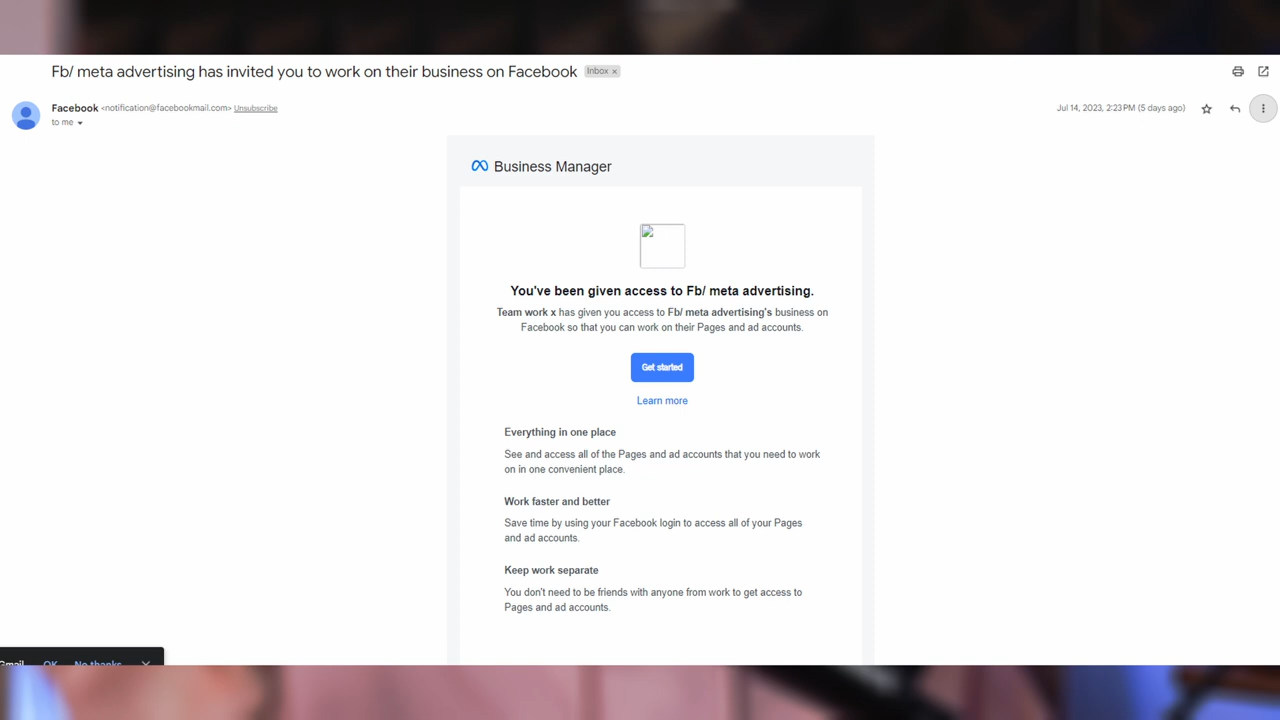 Fb/ meta advertising has invited you to work on their business on Facebook Inbox ×
Facebook <notification@facebookmail.com> Unsubscribe
Jul 14, 2023, 2:23 PM (5 days ago)
to me
Business Manager
You've been given access to Fb/ meta advertising.
Team work x has given you access to Fb/ meta advertising's business on
Facebook so that you can work on their Pages and ad accounts.
Get started
Learn more
Everything in one place
See and access all of the Pages and ad accounts that you need to work
on in one convenient place.
Work faster and better
Save time by using your Facebook login to access all of your Pages
and ad accounts.
Keep work separate
You don't need to be friends with anyone from work to get access to
Pages and ad accounts.
Gmail OK No thanks ×